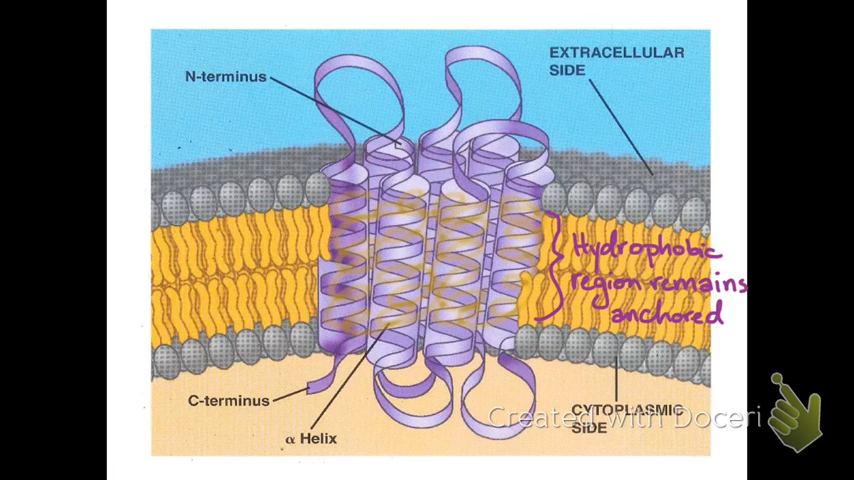 EXTRACELLULAR
SIDE
N-terminus
Hydrophobic
region remains
anchored
C-terminus
CYTOPLASMIC
SIDE
Created with Doceri
α Helix